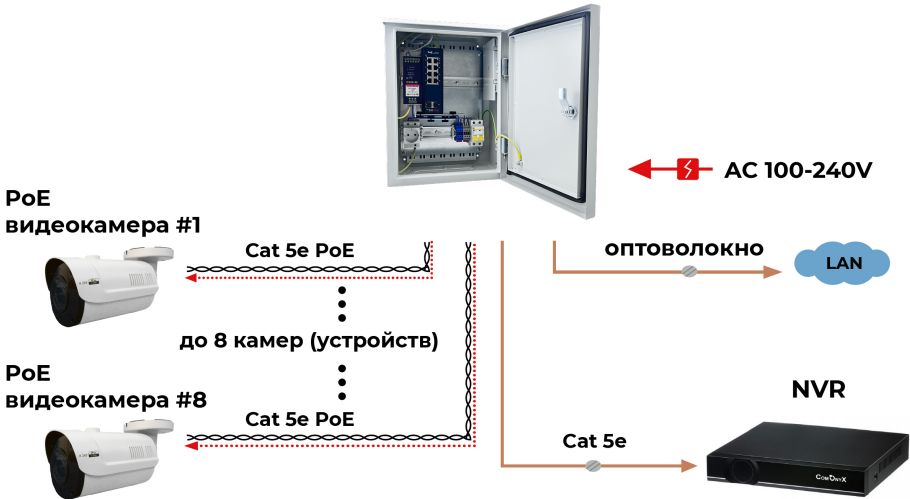 AC 100-240V
PoE
видеокамера #1
Cat 5e PoE
оптоволокно
LAN
до 8 камер (устройств)
PoE
видеокамера #8
Cat 5e PoE
NVR
Cat 5e
ComOnyX